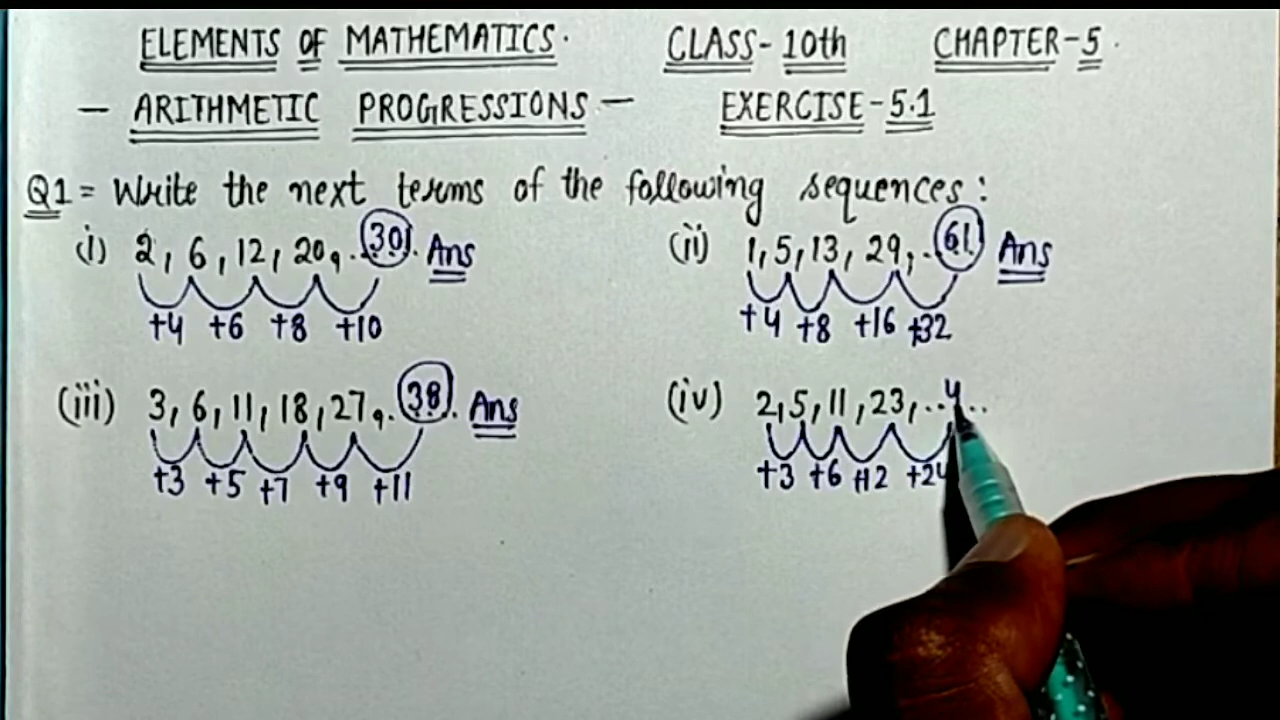 ELEMENTS OF MATHEMATICS. CLASS-10th CHAPTER-5.
— ARITHMETIC PROGRESSIONS — EXERCISE-5.1
Q1 = Write the next terms of the following sequences:
(i) 2, 6, 12, 20, . 30 . Ans (ii) 1, 5, 13, 29, . . 61 Ans
+4 +6 +8 +10 +4 +8 +16 +32
(iii) 3, 6, 11, 18, 27, . 38 . Ans (iv) 2, 5, 11, 23, . . 4 . .
+3 +5 +7 +9 +11 +3 +6 +12 +24